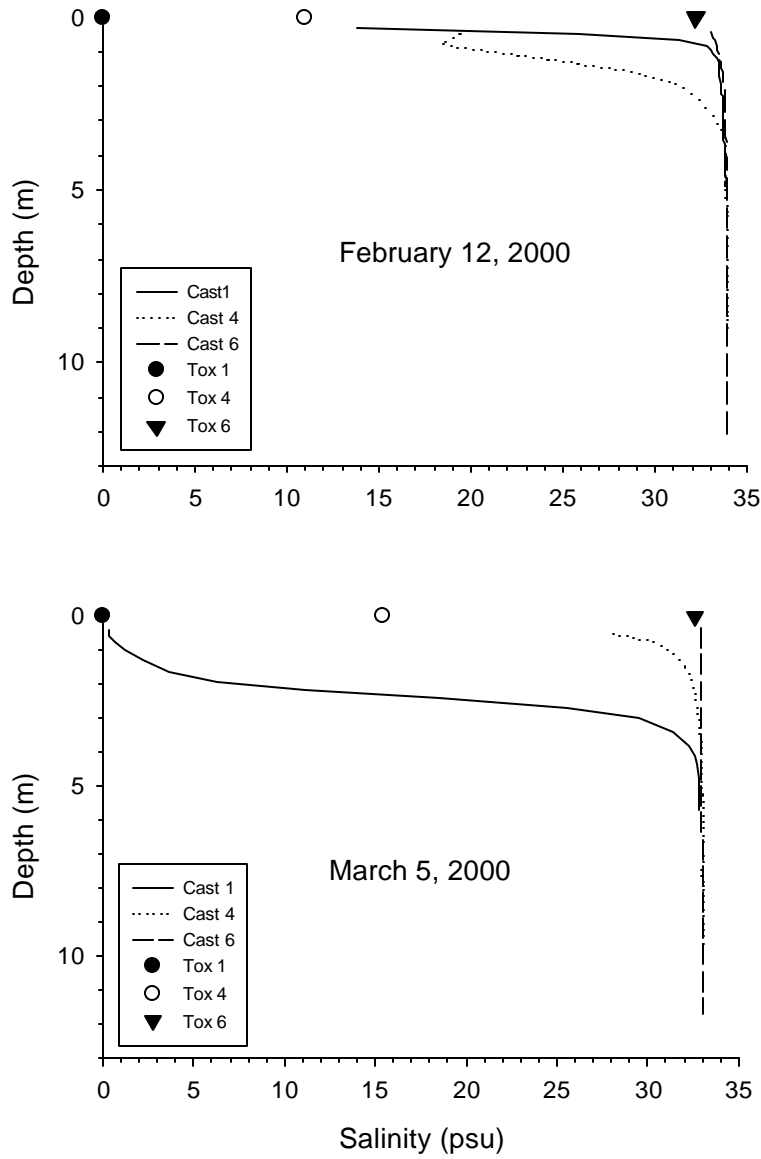 0
5
10
Depth (m)
February 12, 2000
Cast1
Cast 4
Cast 6
Tox 1
Tox 4
Tox 6
0 5 10 15 20 25 30 35
0
5
10
Depth (m)
March 5, 2000
Cast 1
Cast 4
Cast 6
Tox 1
Tox 4
Tox 6
0 5 10 15 20 25 30 35
Salinity (psu)